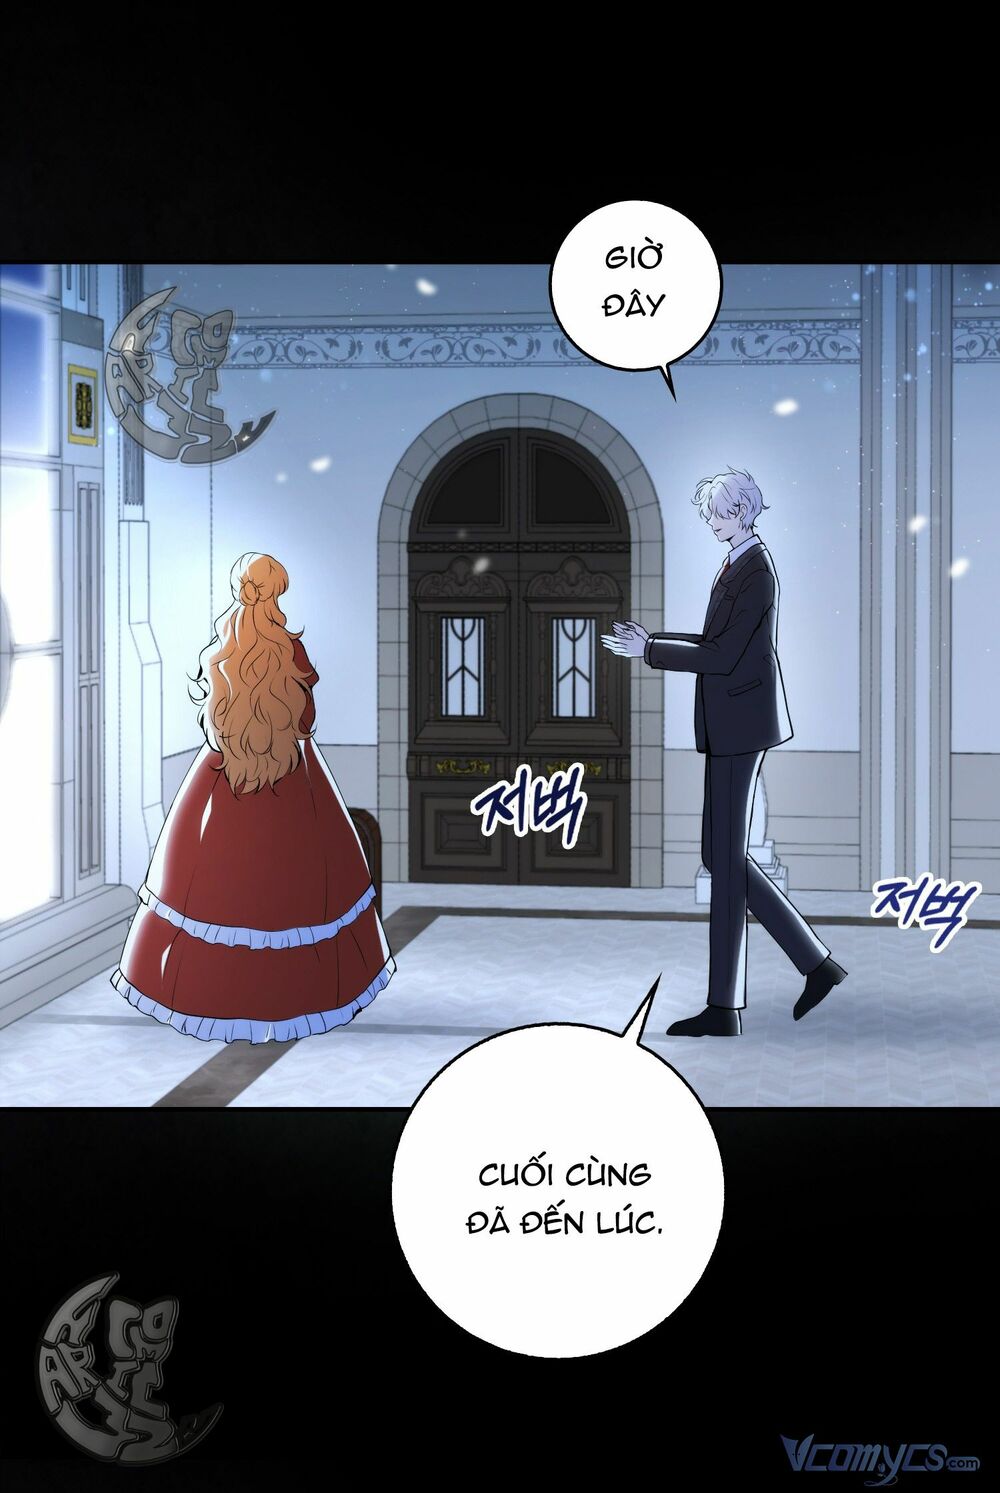 GIỜ
ĐÂY
저벅
저벅
CUỐI CÙNG
ĐÃ ĐẾN LÚC.
VCOMYCS.com